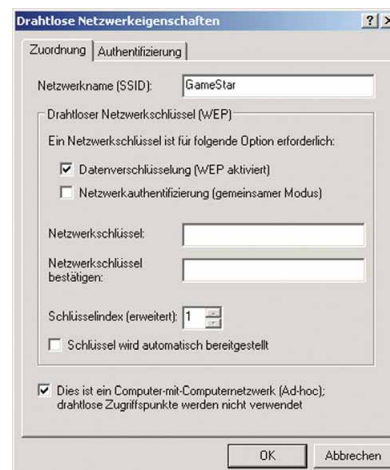 Drahtlose Netzwerkeigenschaften
Zuordnung Authentifizierung
Netzwerkname (SSID): GameStar
Drahtloser Netzwerkschlüssel (WEP)
Ein Netzwerkschlüssel ist für folgende Option erforderlich:
Datenverschlüsselung (WEP aktiviert)
Netzwerkauthentifizierung (gemeinsamer Modus)
Netzwerkschlüssel:
Netzwerkschlüssel
bestätigen:
Schlüsselindex (erweitert): 1
Schlüssel wird automatisch bereitgestellt
Dies ist ein Computer-mit-Computernetzwerk (Ad-hoc);
drahtlose Zugriffspunkte werden nicht verwendet
OK Abbrechen